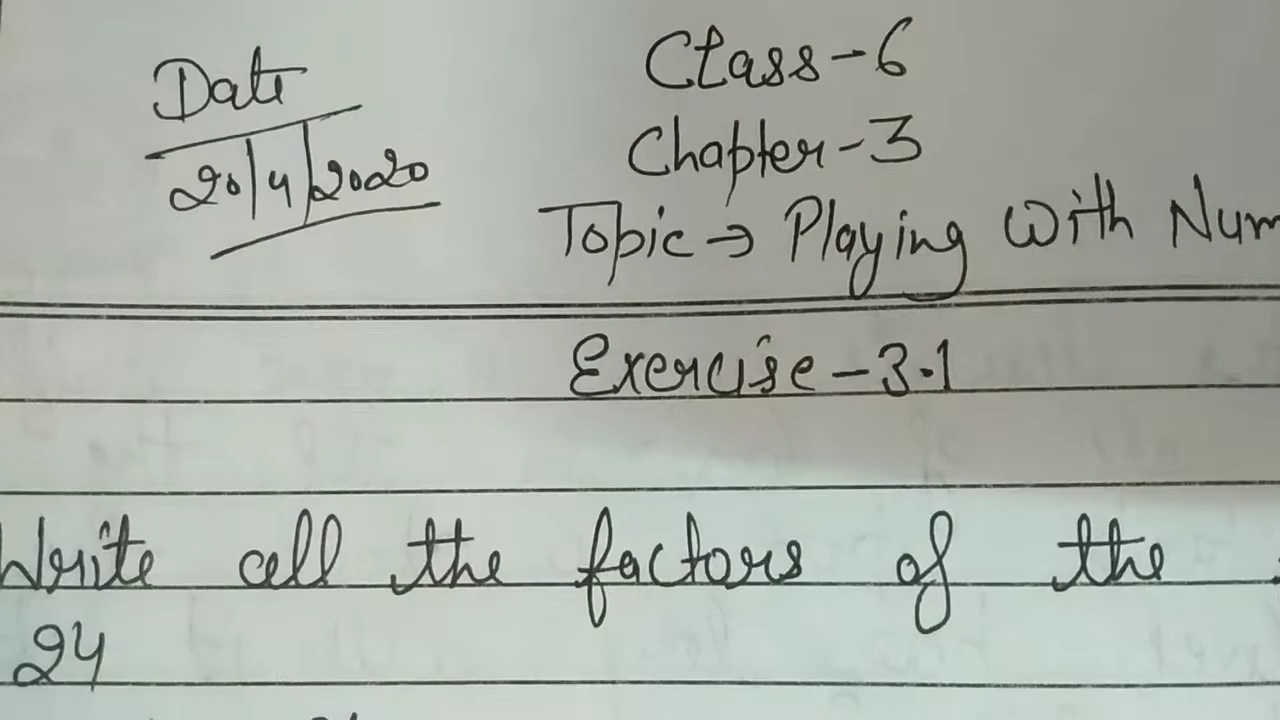 Date
20/4/2020
Class-6
Chapter-3
Topic → Playing With Num
Exercise-3.1
Write all the factors of the
24